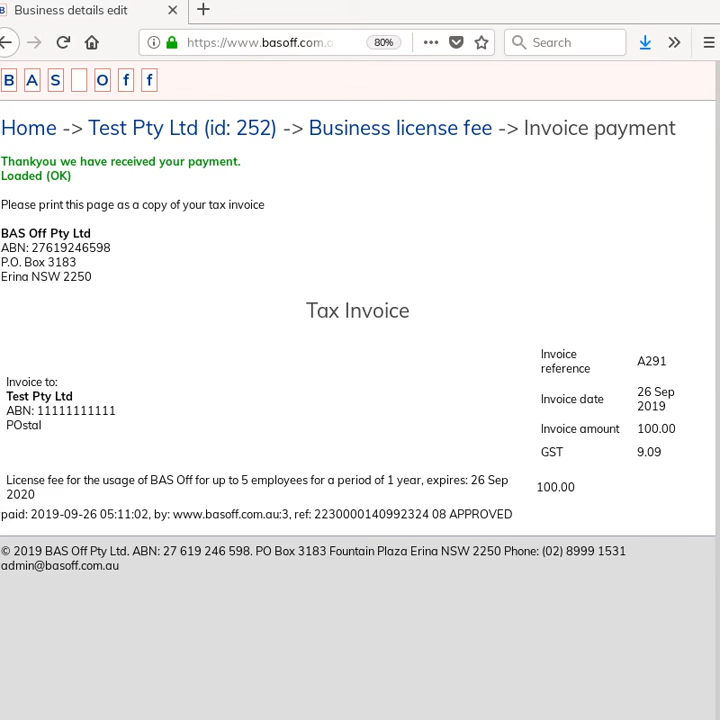 Business details edit
https://www.basoff.com.a
80%
Search
B A S O f f
Home -> Test Pty Ltd (id: 252) -> Business license fee -> Invoice payment
Thankyou we have received your payment.
Loaded (OK)
Please print this page as a copy of your tax invoice
BAS Off Pty Ltd
ABN: 27619246598
P.O. Box 3183
Erina NSW 2250
Tax Invoice
Invoice to:
Test Pty Ltd
ABN: 11111111111
POstal
Invoice
reference
A291
Invoice date
26 Sep
2019
Invoice amount 100.00
GST 9.09
License fee for the usage of BAS Off for up to 5 employees for a period of 1 year, expires: 26 Sep
2020
100.00
paid: 2019-09-26 05:11:02, by: www.basoff.com.au:3, ref: 2230000140992324 08 APPROVED
© 2019 BAS Off Pty Ltd. ABN: 27 619 246 598. PO Box 3183 Fountain Plaza Erina NSW 2250 Phone: (02) 8999 1531
admin@basoff.com.au